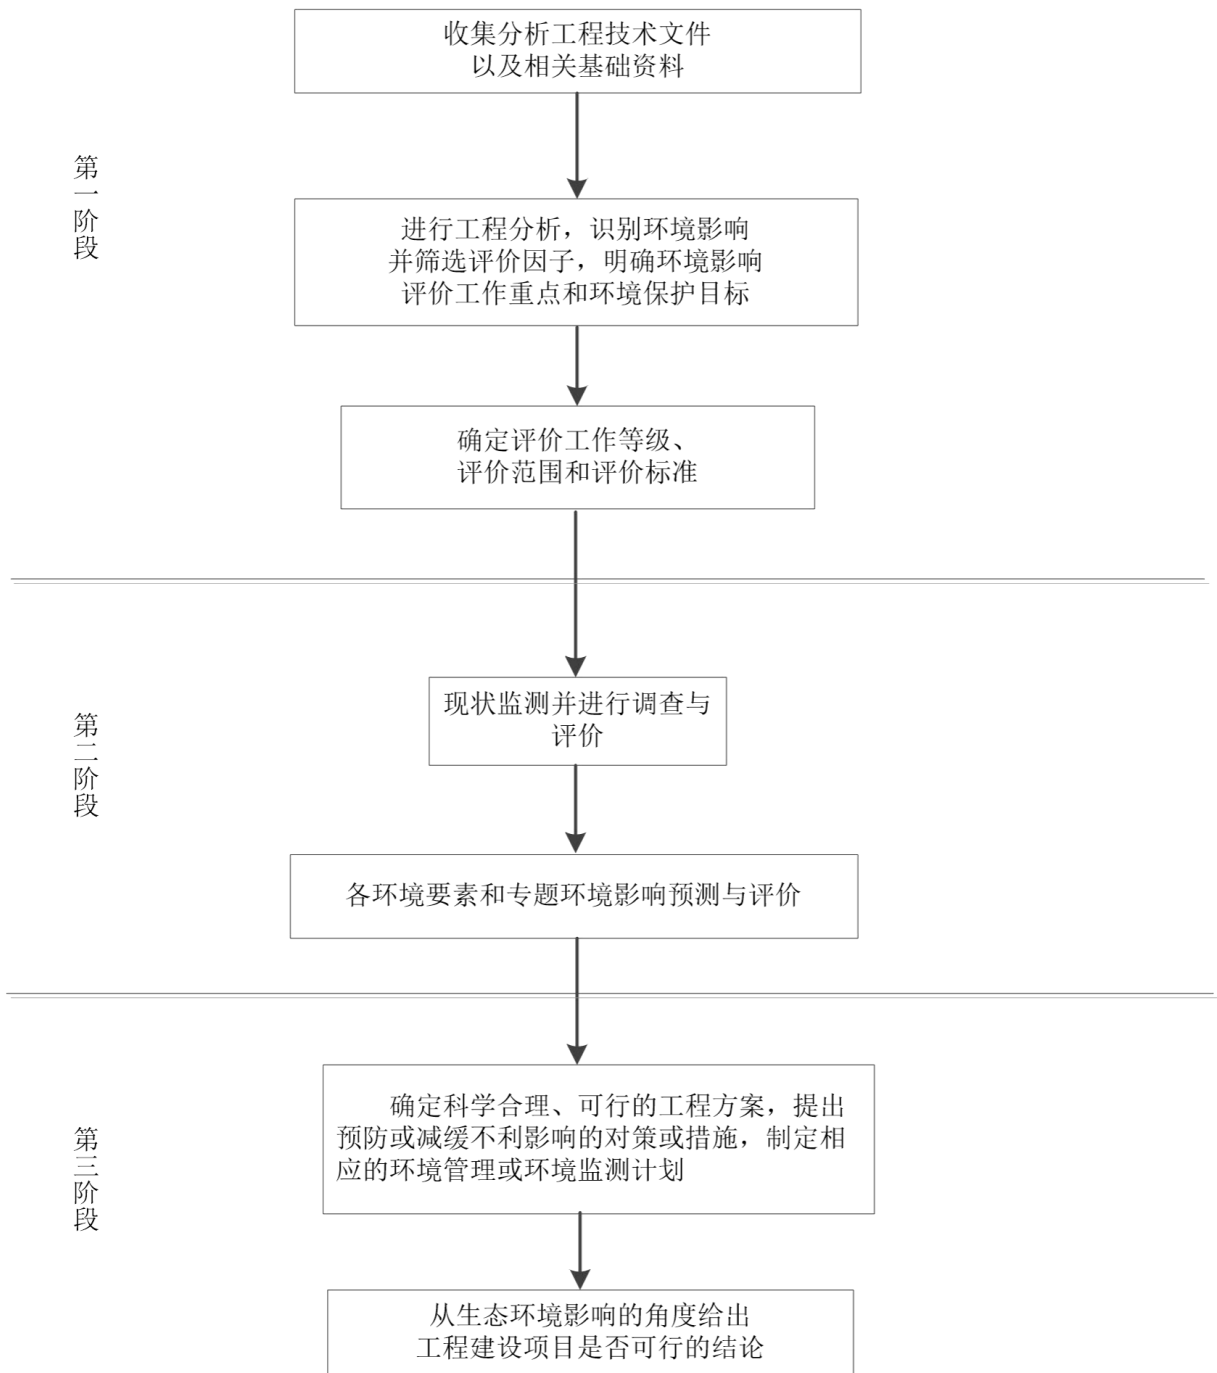 收集分析工程技术文件
以及相关基础资料
第一阶段
进行工程分析，识别环境影响
并筛选评价因子，明确环境影响
评价工作重点和环境保护目标
确定评价工作等级、
评价范围和评价标准
现状监测并进行调查与
评价
第二阶段
各环境要素和专题环境影响预测与评价
确定科学合理、可行的工程方案，提出
预防或减缓不利影响的对策或措施，制定相
应的环境管理或环境监测计划
第三阶段
从生态环境影响的角度给出
工程建设项目是否可行的结论